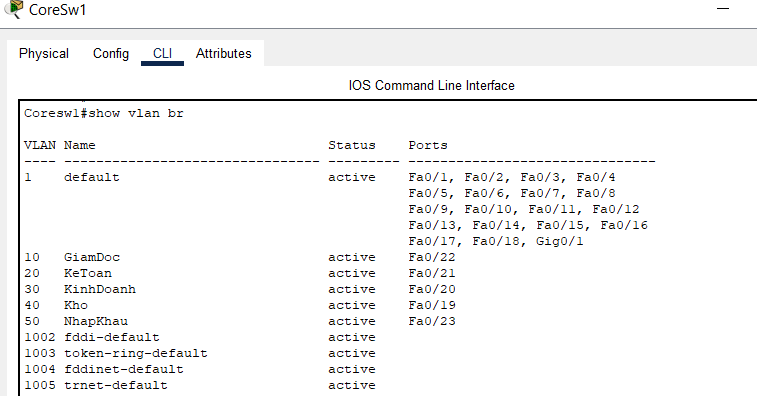 CoreSw1
Physical Config CLI Attributes
IOS Command Line Interface
Coresw1#show vlan br
VLAN Name                             Status    Ports
---- -------------------------------- --------- -------------------------------
1    default                          active    Fa0/1, Fa0/2, Fa0/3, Fa0/4
                                                Fa0/5, Fa0/6, Fa0/7, Fa0/8
                                                Fa0/9, Fa0/10, Fa0/11, Fa0/12
                                                Fa0/13, Fa0/14, Fa0/15, Fa0/16
                                                Fa0/17, Fa0/18, Gig0/1
10   GiamDoc                          active    Fa0/22
20   KeToan                           active    Fa0/21
30   KinhDoanh                        active    Fa0/20
40   Kho                              active    Fa0/19
50   NhapKhau                         active    Fa0/23
1002 fddi-default                     active
1003 token-ring-default               active
1004 fddinet-default                  active
1005 trnet-default                    active